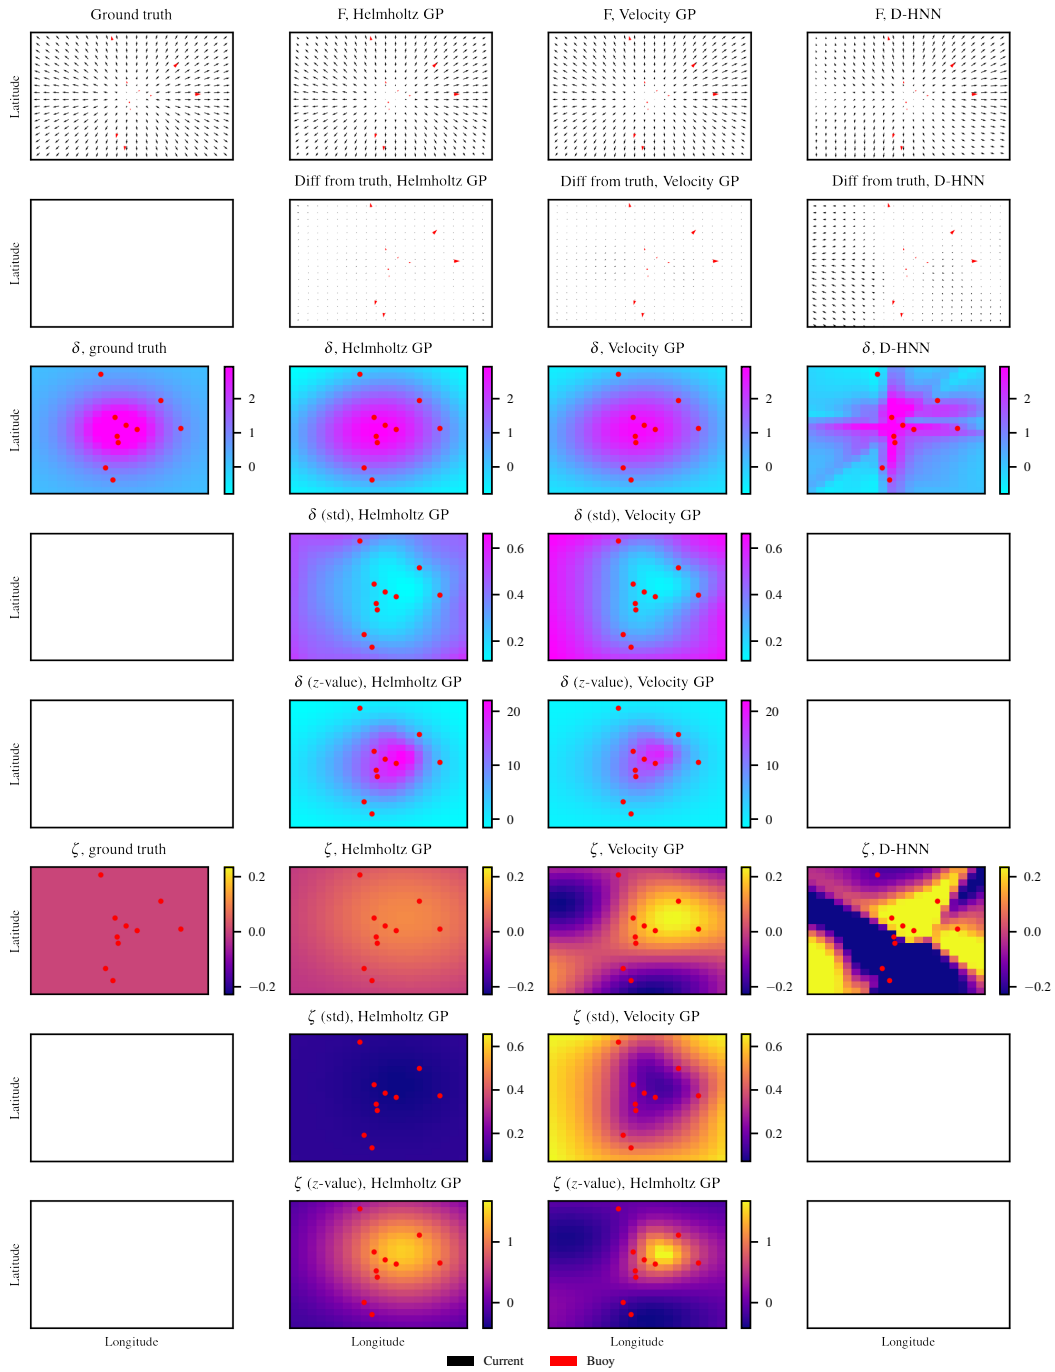 Ground truth
F, Helmholtz GP
F, Velocity GP
F, D-HNN
Latitude
Diff from truth, Helmholtz GP
Diff from truth, Velocity GP
Diff from truth, D-HNN
Latitude
δ, ground truth
δ, Helmholtz GP
δ, Velocity GP
δ, D-HNN
Latitude
2
1
0
2
1
0
2
1
0
2
1
0
δ (std), Helmholtz GP
δ (std), Velocity GP
Latitude
0.6
0.4
0.2
0.6
0.4
0.2
δ (z-value), Helmholtz GP
δ (z-value), Velocity GP
Latitude
20
10
0
20
10
0
ζ, ground truth
ζ, Helmholtz GP
ζ, Velocity GP
ζ, D-HNN
Latitude
0.2
0.0
−0.2
0.2
0.0
−0.2
0.2
0.0
−0.2
0.2
0.0
−0.2
ζ (std), Helmholtz GP
ζ (std), Velocity GP
Latitude
0.6
0.4
0.2
0.6
0.4
0.2
ζ (z-value), Helmholtz GP
ζ (z-value), Helmholtz GP
Latitude
1
0
1
0
Longitude
Longitude
Longitude
Longitude
Current
Buoy